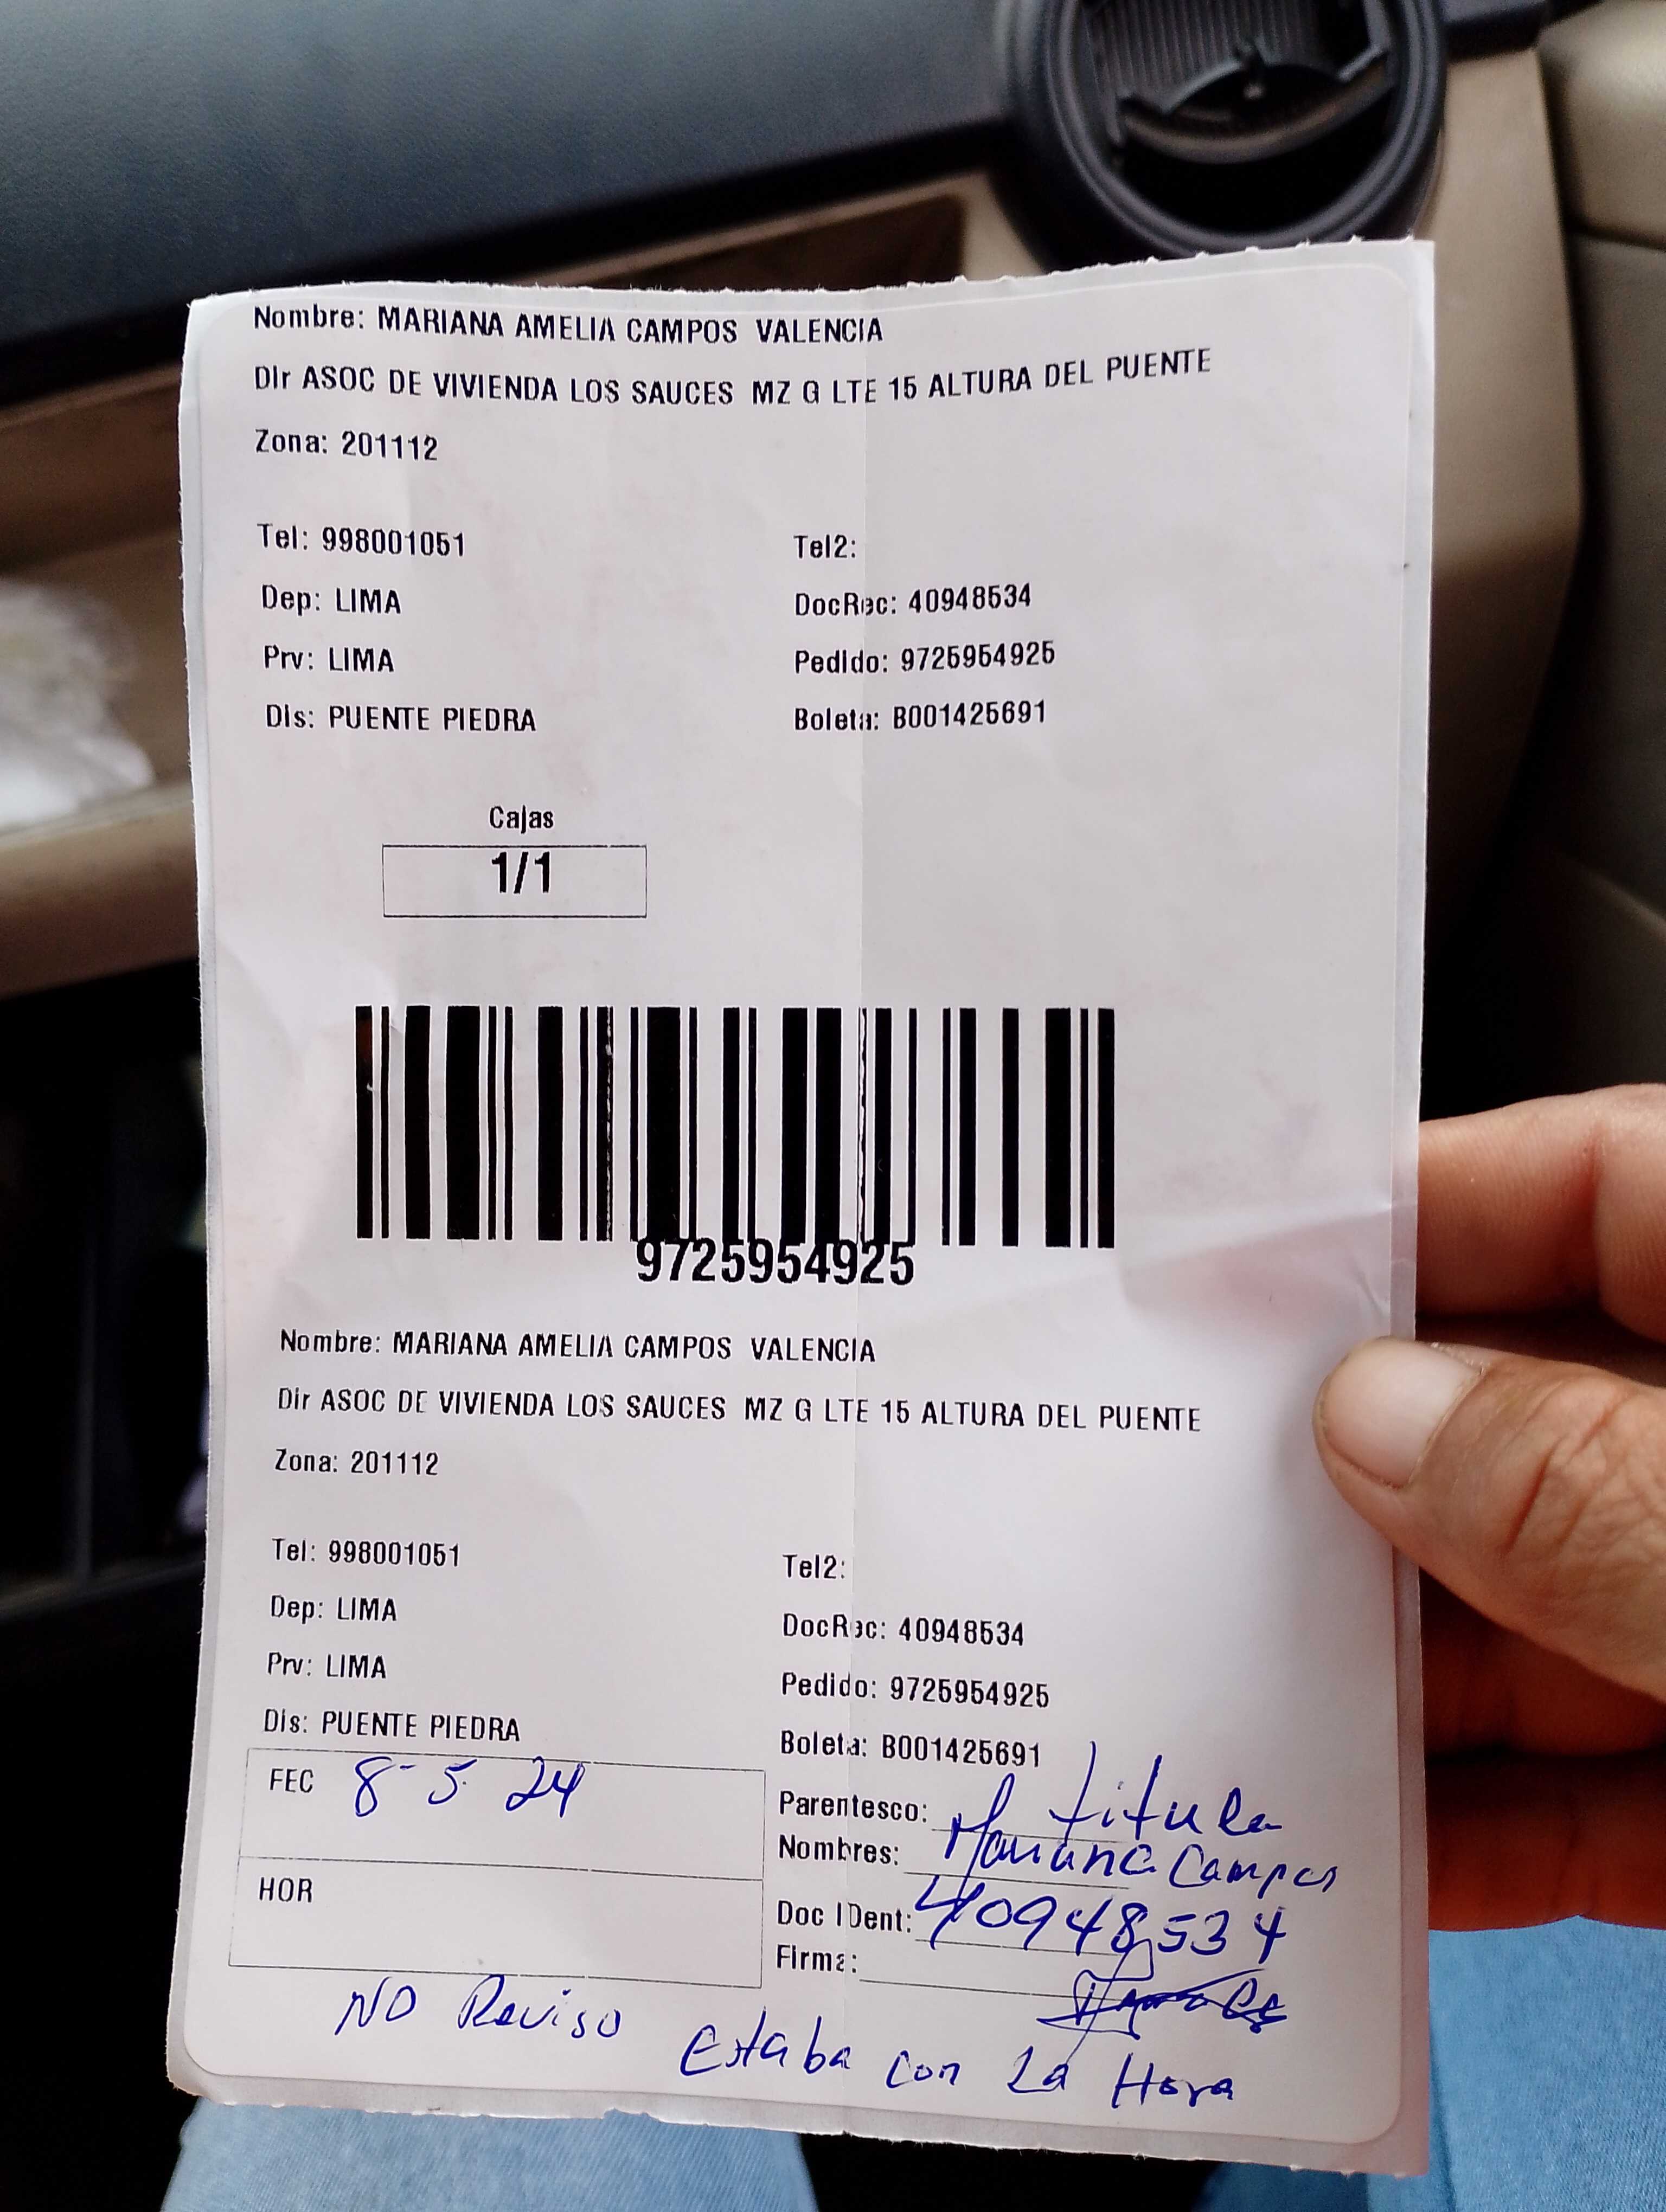 Nombre: MARIANA AMELIA CAMPOS VALENCIA
Dir ASOC DE VIVIENDA LOS SAUCES MZ G LTE 15 ALTURA DEL PUENTE
Zona: 201112
Tel: 998001051 Tel2:
Dep: LIMA DocRec: 40948534
Prv: LIMA Pedido: 9725954925
Dis: PUENTE PIEDRA Boleta: B001425691
Cajas
1/1
9725954925
Nombre: MARIANA AMELIA CAMPOS VALENCIA
Dir ASOC DE VIVIENDA LOS SAUCES MZ G LTE 15 ALTURA DEL PUENTE
Zona: 201112
Tel: 998001051 Tel2:
Dep: LIMA DocRec: 40948534
Prv: LIMA Pedido: 9725954925
Dis: PUENTE PIEDRA Boleta: B001425691
FEC 8-5-24 Parentesco: titular
Nombres: Mariana Campos
HOR Doc IDent: 40948534
Firma:
NO Reviso Estaba con La Hora